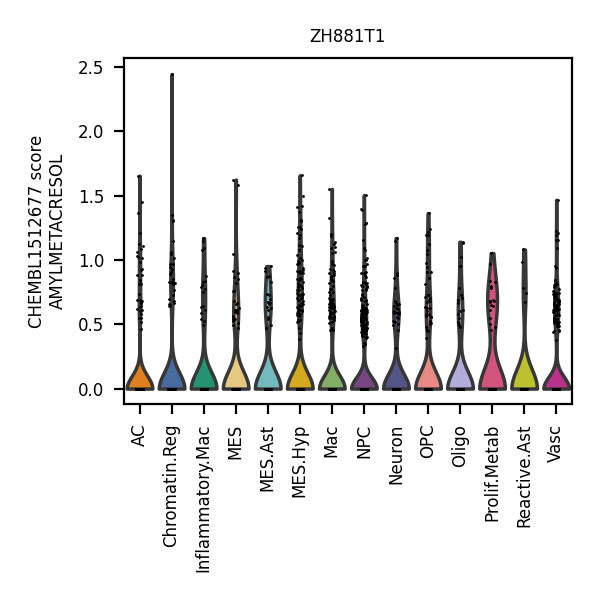 ZH881T1
CHEMBL1512677 score
AMYLMETACRESOL
2.5
2.0
1.5
1.0
0.5
0.0
AC
Chromatin.Reg
Inflammatory.Mac
MES
MES.Ast
MES.Hyp
Mac
NPC
Neuron
OPC
Oligo
Prolif.Metab
Reactive.Ast
Vasc